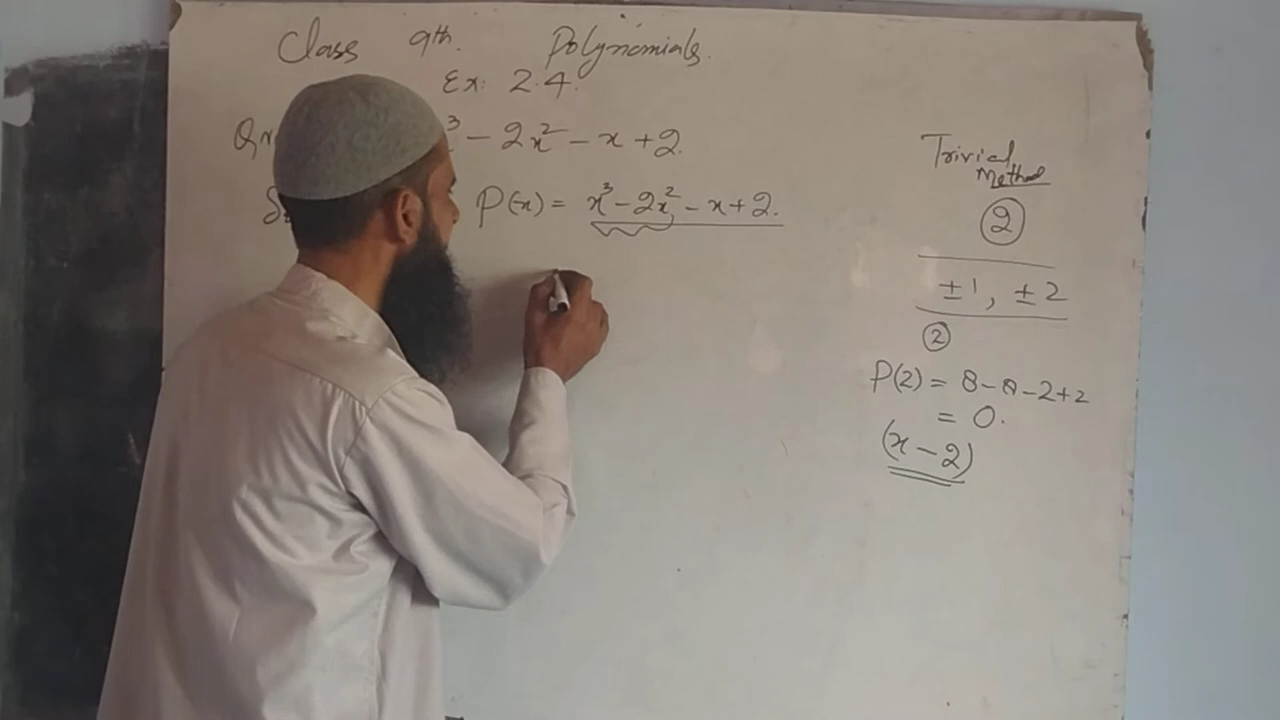 Class 9th. Polynomials.
Ex: 2.4.
- 2x² - x + 2.
P(x) = x³ - 2x² - x + 2.
Trivial
Method
2
±1, ±2
2
P(2) = 8 - 8 - 2 + 2
= 0.
(x - 2)